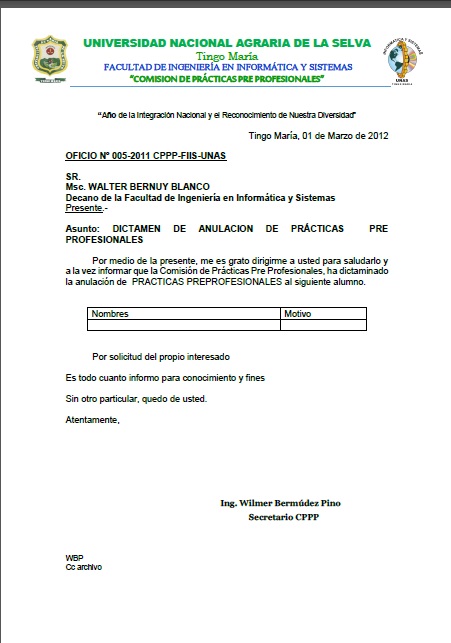 UNIVERSIDAD NACIONAL AGRARIA DE LA SELVA
Tingo María
FACULTAD DE INGENIERÍA EN INFORMÁTICA Y SISTEMAS
“COMISION DE PRÁCTICAS PRE PROFESIONALES”
“Año de la Integración Nacional y el Reconocimiento de Nuestra Diversidad”
Tingo María, 01 de Marzo de 2012
OFICIO Nº 005-2011 CPPP-FIIS-UNAS
SR.
Msc. WALTER BERNUY BLANCO
Decano de la Facultad de Ingeniería en Informática y Sistemas
Presente.-
Asunto: DICTAMEN DE ANULACION DE PRÁCTICAS PRE
PROFESIONALES
Por medio de la presente, me es grato dirigirme a usted para saludarlo y
a la vez informar que la Comisión de Prácticas Pre Profesionales, ha dictaminado
la anulación de PRACTICAS PREPROFESIONALES al siguiente alumno.
Nombres Motivo
Por solicitud del propio interesado
Es todo cuanto informo para conocimiento y fines
Sin otro particular, quedo de usted.
Atentamente,
Ing. Wilmer Bermúdez Pino
Secretario CPPP
WBP
Cc archivo